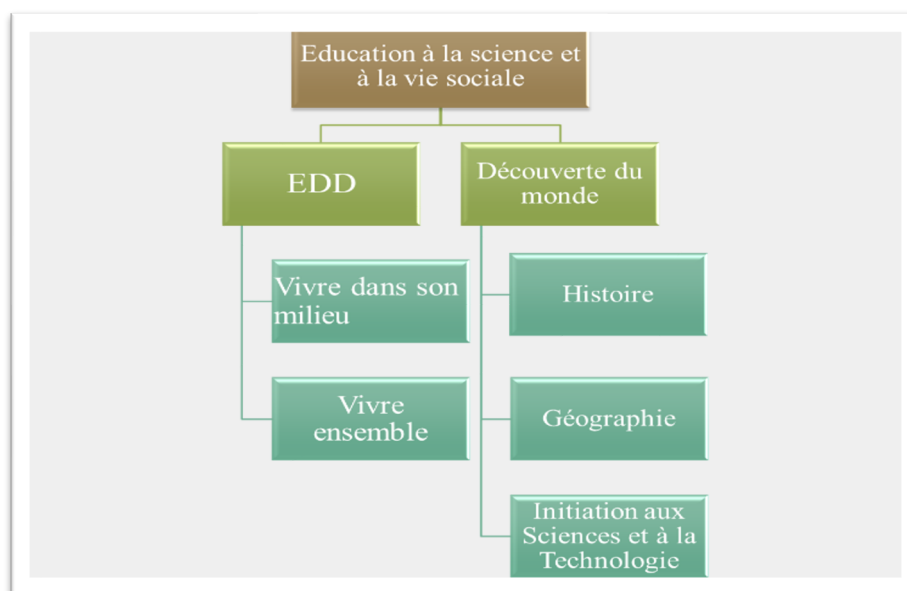 Education à la science et
à la vie sociale
EDD
Vivre dans son
milieu
Vivre
ensemble
Découverte du
monde
Histoire
Géographie
Initiation aux
Sciences et à la
Technologie